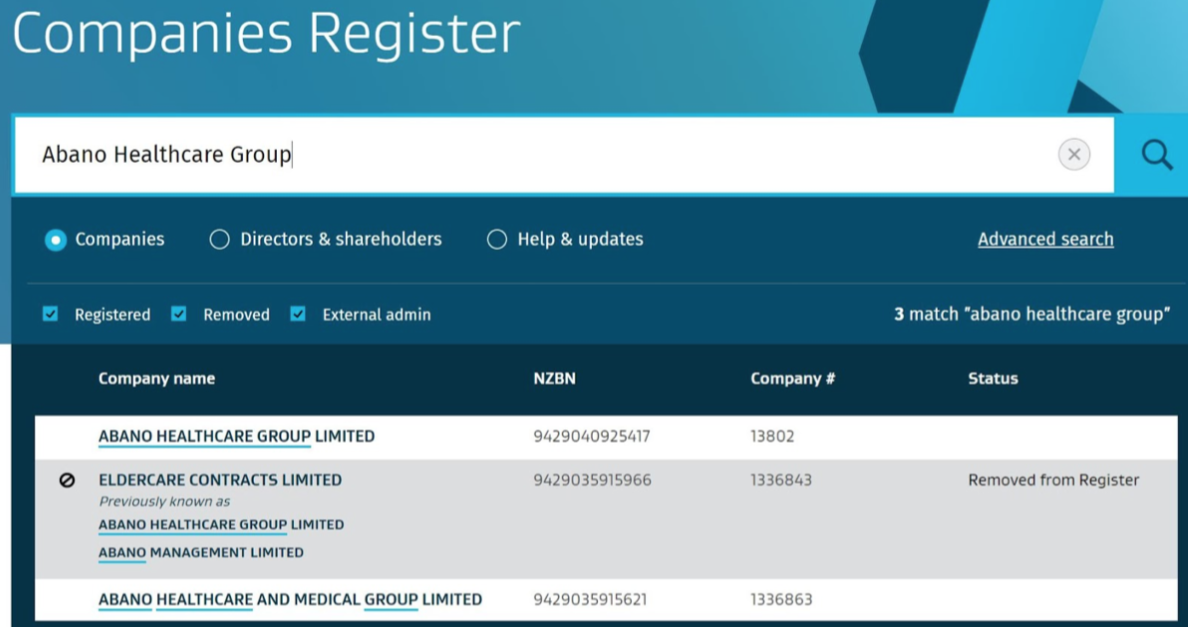 Companies Register
Abano Healthcare Group
Companies Directors & shareholders Help & updates Advanced search
Registered Removed External admin 3 match "abano healthcare group"
Company name NZBN Company # Status
ABANO HEALTHCARE GROUP LIMITED 9429040925417 13802
ELDERCARE CONTRACTS LIMITED 9429035915966 1336843 Removed from Register
Previously known as
ABANO HEALTHCARE GROUP LIMITED
ABANO MANAGEMENT LIMITED
ABANO HEALTHCARE AND MEDICAL GROUP LIMITED 9429035915621 1336863